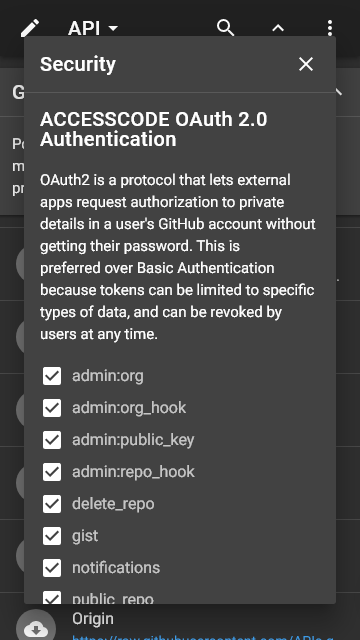 API
Security
ACCESSCODE OAuth 2.0
Authentication
OAuth2 is a protocol that lets external
apps request authorization to private
details in a user's GitHub account without
getting their password. This is
preferred over Basic Authentication
because tokens can be limited to specific
types of data, and can be revoked by
users at any time.
admin:org
admin:org_hook
admin:public_key
admin:repo_hook
delete_repo
gist
notifications
public_repo
Origin